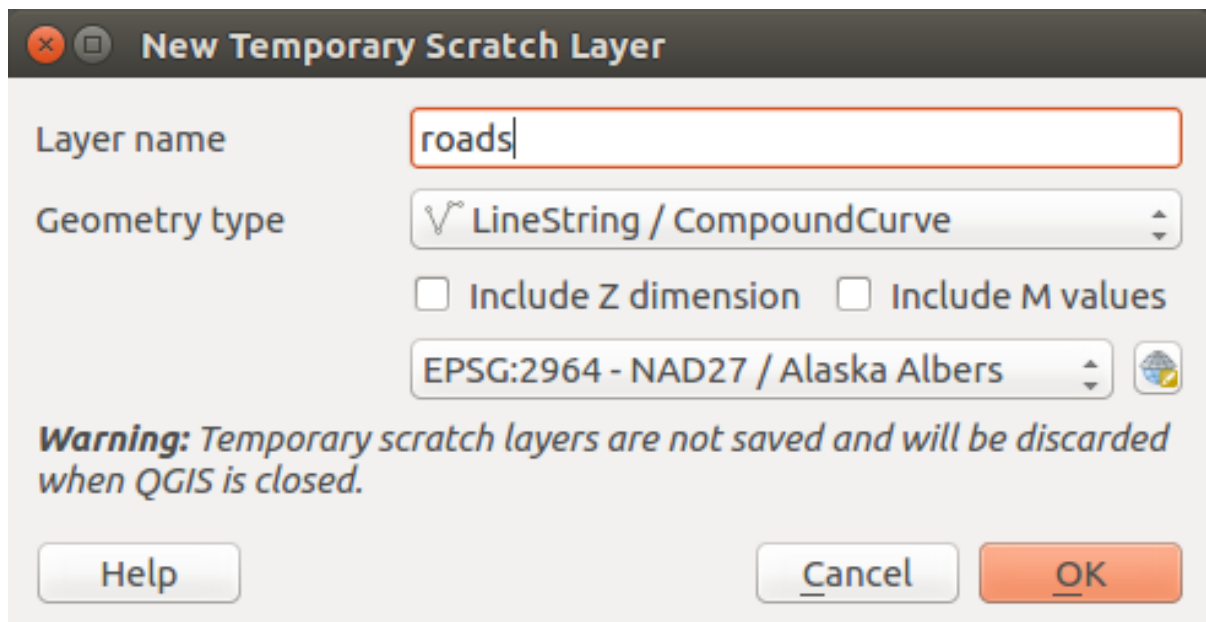 New Temporary Scratch Layer
Layer name roads
Geometry type LineString / CompoundCurve
Include Z dimension Include M values
EPSG:2964 - NAD27 / Alaska Albers
Warning: Temporary scratch layers are not saved and will be discarded
when QGIS is closed.
Help Cancel OK